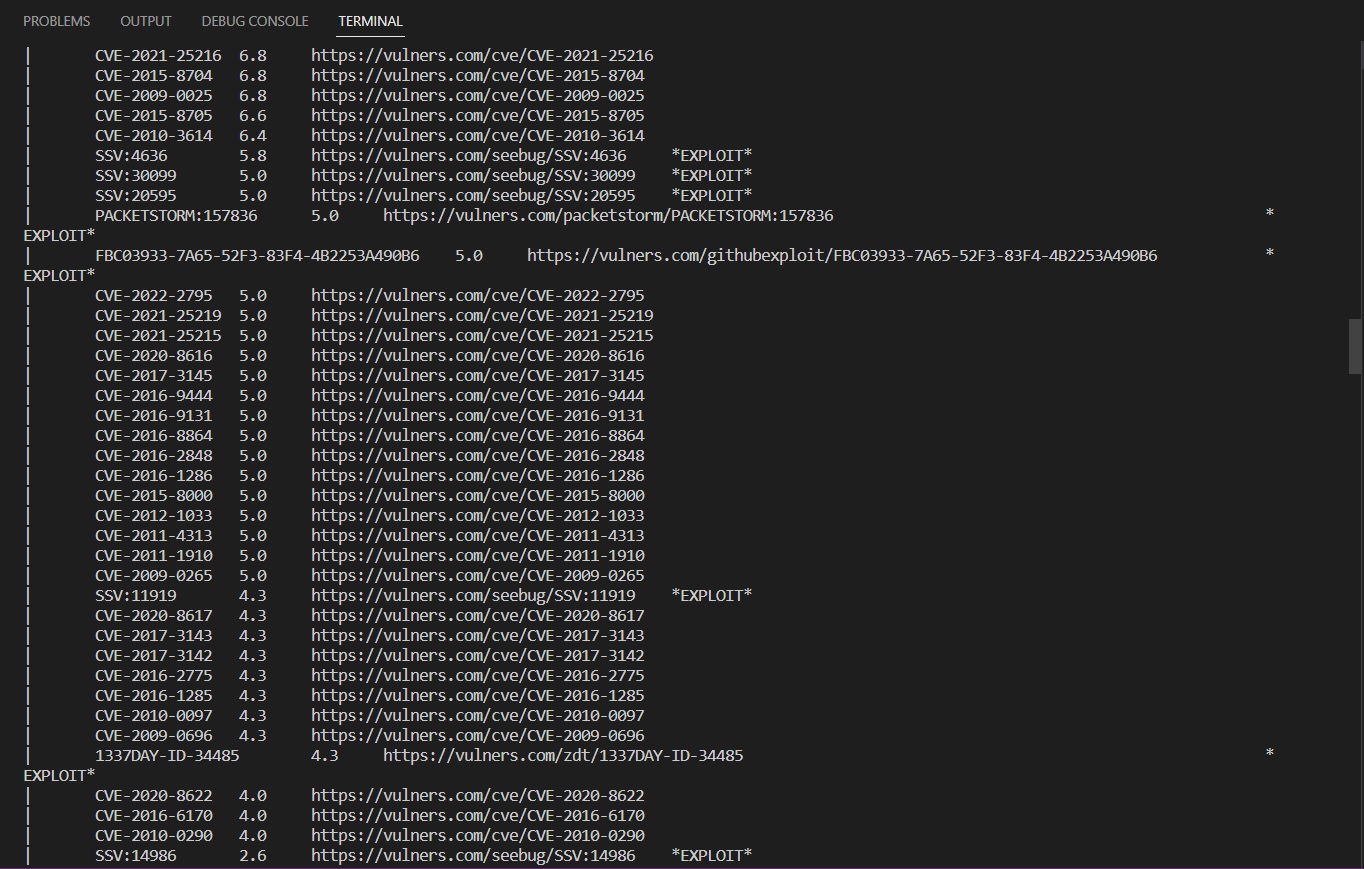 PROBLEMS OUTPUT DEBUG CONSOLE TERMINAL
| CVE-2021-25216 6.8 https://vulners.com/cve/CVE-2021-25216
| CVE-2015-8704 6.8 https://vulners.com/cve/CVE-2015-8704
| CVE-2009-0025 6.8 https://vulners.com/cve/CVE-2009-0025
| CVE-2015-8705 6.6 https://vulners.com/cve/CVE-2015-8705
| CVE-2010-3614 6.4 https://vulners.com/cve/CVE-2010-3614
| SSV:4636 5.8 https://vulners.com/seebug/SSV:4636 *EXPLOIT*
| SSV:30099 5.0 https://vulners.com/seebug/SSV:30099 *EXPLOIT*
| SSV:20595 5.0 https://vulners.com/seebug/SSV:20595 *EXPLOIT*
| PACKETSTORM:157836 5.0 https://vulners.com/packetstorm/PACKETSTORM:157836 *
EXPLOIT*
| FBC03933-7A65-52F3-83F4-4B2253A490B6 5.0 https://vulners.com/githubexploit/FBC03933-7A65-52F3-83F4-4B2253A490B6 *
EXPLOIT*
| CVE-2022-2795 5.0 https://vulners.com/cve/CVE-2022-2795
| CVE-2021-25219 5.0 https://vulners.com/cve/CVE-2021-25219
| CVE-2021-25215 5.0 https://vulners.com/cve/CVE-2021-25215
| CVE-2020-8616 5.0 https://vulners.com/cve/CVE-2020-8616
| CVE-2017-3145 5.0 https://vulners.com/cve/CVE-2017-3145
| CVE-2016-9444 5.0 https://vulners.com/cve/CVE-2016-9444
| CVE-2016-9131 5.0 https://vulners.com/cve/CVE-2016-9131
| CVE-2016-8864 5.0 https://vulners.com/cve/CVE-2016-8864
| CVE-2016-2848 5.0 https://vulners.com/cve/CVE-2016-2848
| CVE-2016-1286 5.0 https://vulners.com/cve/CVE-2016-1286
| CVE-2015-8000 5.0 https://vulners.com/cve/CVE-2015-8000
| CVE-2012-1033 5.0 https://vulners.com/cve/CVE-2012-1033
| CVE-2011-4313 5.0 https://vulners.com/cve/CVE-2011-4313
| CVE-2011-1910 5.0 https://vulners.com/cve/CVE-2011-1910
| CVE-2009-0265 5.0 https://vulners.com/cve/CVE-2009-0265
| SSV:11919 4.3 https://vulners.com/seebug/SSV:11919 *EXPLOIT*
| CVE-2020-8617 4.3 https://vulners.com/cve/CVE-2020-8617
| CVE-2017-3143 4.3 https://vulners.com/cve/CVE-2017-3143
| CVE-2017-3142 4.3 https://vulners.com/cve/CVE-2017-3142
| CVE-2016-2775 4.3 https://vulners.com/cve/CVE-2016-2775
| CVE-2016-1285 4.3 https://vulners.com/cve/CVE-2016-1285
| CVE-2010-0097 4.3 https://vulners.com/cve/CVE-2010-0097
| CVE-2009-0696 4.3 https://vulners.com/cve/CVE-2009-0696
| 1337DAY-ID-34485 4.3 https://vulners.com/zdt/1337DAY-ID-34485 *
EXPLOIT*
| CVE-2020-8622 4.0 https://vulners.com/cve/CVE-2020-8622
| CVE-2016-6170 4.0 https://vulners.com/cve/CVE-2016-6170
| CVE-2010-0290 4.0 https://vulners.com/cve/CVE-2010-0290
| SSV:14986 2.6 https://vulners.com/seebug/SSV:14986 *EXPLOIT*